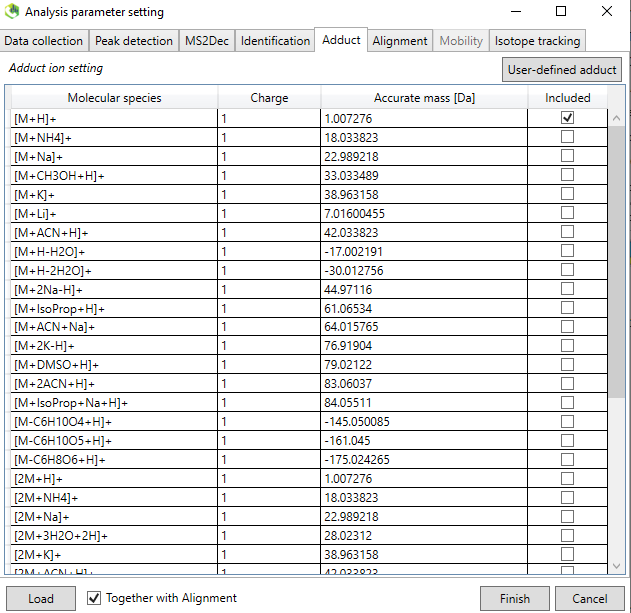 Analysis parameter setting
Data collection Peak detection MS2Dec Identification Adduct Alignment Mobility Isotope tracking
Adduct ion setting User-defined adduct
Molecular species Charge Accurate mass [Da] Included
[M+H]+ 1 1.007276
[M+NH4]+ 1 18.033823
[M+Na]+ 1 22.989218
[M+CH3OH+H]+ 1 33.033489
[M+K]+ 1 38.963158
[M+Li]+ 1 7.01600455
[M+ACN+H]+ 1 42.033823
[M+H-H2O]+ 1 -17.002191
[M+H-2H2O]+ 1 -30.012756
[M+2Na-H]+ 1 44.97116
[M+IsoProp+H]+ 1 61.06534
[M+ACN+Na]+ 1 64.015765
[M+2K-H]+ 1 76.91904
[M+DMSO+H]+ 1 79.02122
[M+2ACN+H]+ 1 83.06037
[M+IsoProp+Na+H]+ 1 84.05511
[M-C6H10O4+H]+ 1 -145.050085
[M-C6H10O5+H]+ 1 -161.045
[M-C6H8O6+H]+ 1 -175.024265
[2M+H]+ 1 1.007276
[2M+NH4]+ 1 18.033823
[2M+Na]+ 1 22.989218
[2M+3H2O+2H]+ 1 28.02312
[2M+K]+ 1 38.963158
[2M+ACN+H]+ 1 42.033823
Load Together with Alignment Finish Cancel